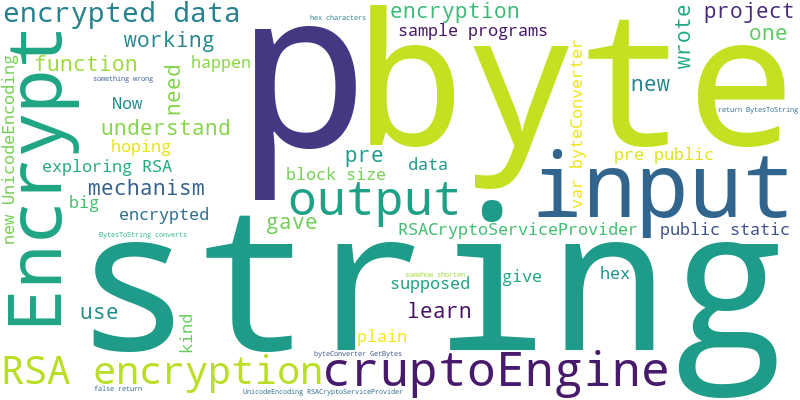 encrypted data
hex characters
encryption
project
working
sample programs
wrote
one
function
something wrong
happen
need
new
Now
return BytesToString
understand
hoping
pre
var byteConverter
pre public
exploring RSA
data
block size
mechanism
big
encrypted
output
input
gave
RSACryptoServiceProvider
public static
BytesToString converts
string
p
byte
Encrypt
new UnicodeEncoding
somehow shorten
supposed
give
hex
use
learn
kind
plain
byteConverter GetBytes
RSA encryption
cruptoEngine
false return
UnicodeEncoding RSACryptoServiceProvider